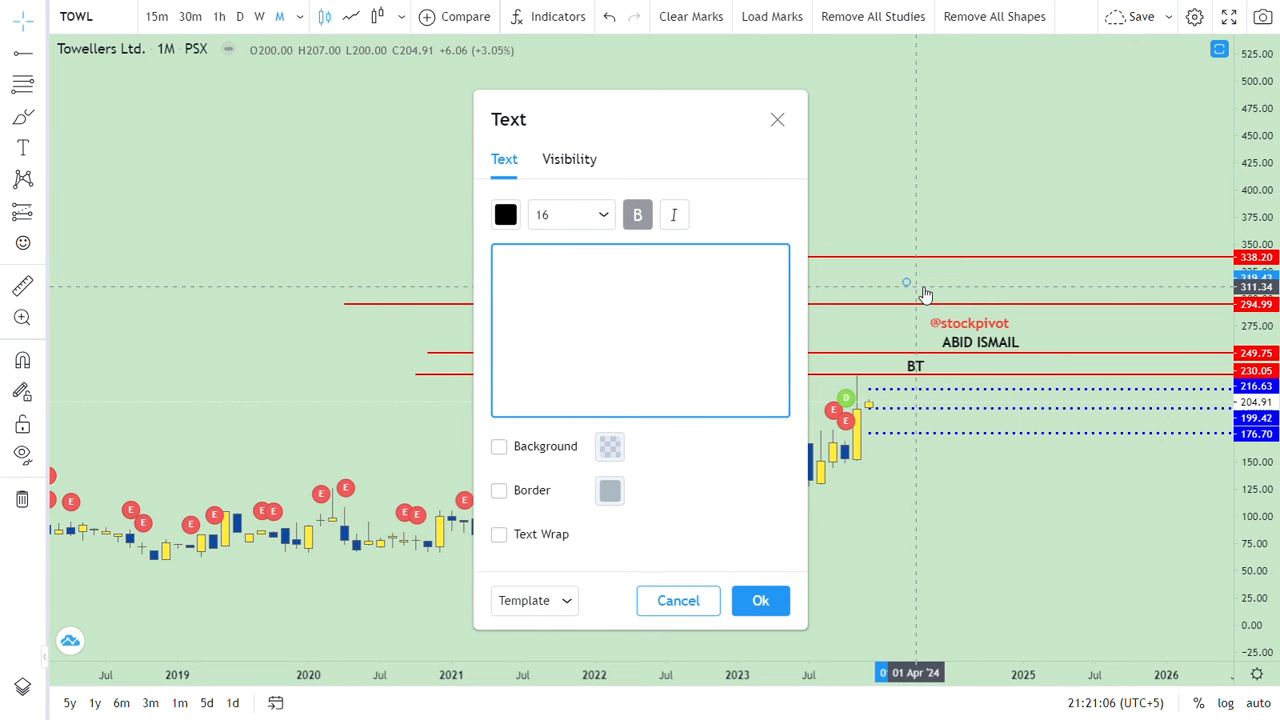 TOWL 15m 30m 1h D W M Compare Indicators Clear Marks Load Marks Remove All Studies Remove All Shapes Save
Towellers Ltd. · 1M · PSX O200.00 H207.00 L200.00 C204.91 +6.06 (+3.05%)
525.00
500.00
475.00
450.00
425.00
400.00
375.00
350.00
338.20
311.34
294.99
275.00
249.75
230.05
216.63
204.91
199.42
176.70
150.00
125.00
100.00
75.00
50.00
25.00
0.00
−25.00
Text
Text Visibility
16 B I
Background
Border
Text Wrap
Template Cancel Ok
@stockpivot
ABID ISMAIL
BT
D
E
E
E E E E E E E E E E E E E
Jul 2019 2020 Jul 2021 Jul 2022 Jul 2023 Jul 01 Apr '24 2025 Jul 2026
5y 1y 6m 3m 1m 5d 1d 21:21:06 (UTC+5) % log auto